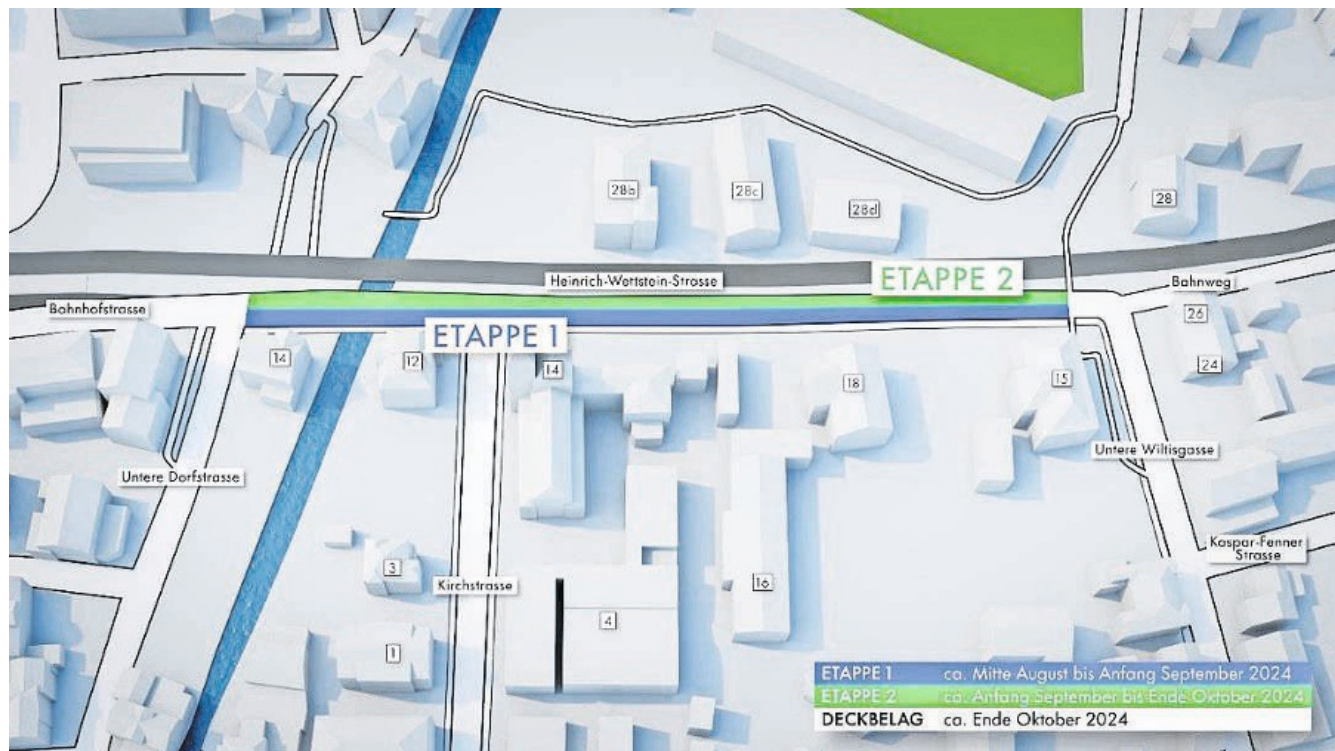 28b
28c
28d
28
ETAPPE 2
Heinrich-Wettstein-Strasse
Bahnweg
Bahnhofstrasse
26
ETAPPE 1
14
12
14
18
15
24
Untere Wiltisgasse
Untere Dorfstrasse
Kaspar-Fenner
Strasse
3
Kirchstrasse
16
4
1
ETAPPE 1 ca. Mitte August bis Anfang September 2024
ETAPPE 2 ca. Anfang September bis Ende Oktober 2024
DECKBELAG ca. Ende Oktober 2024